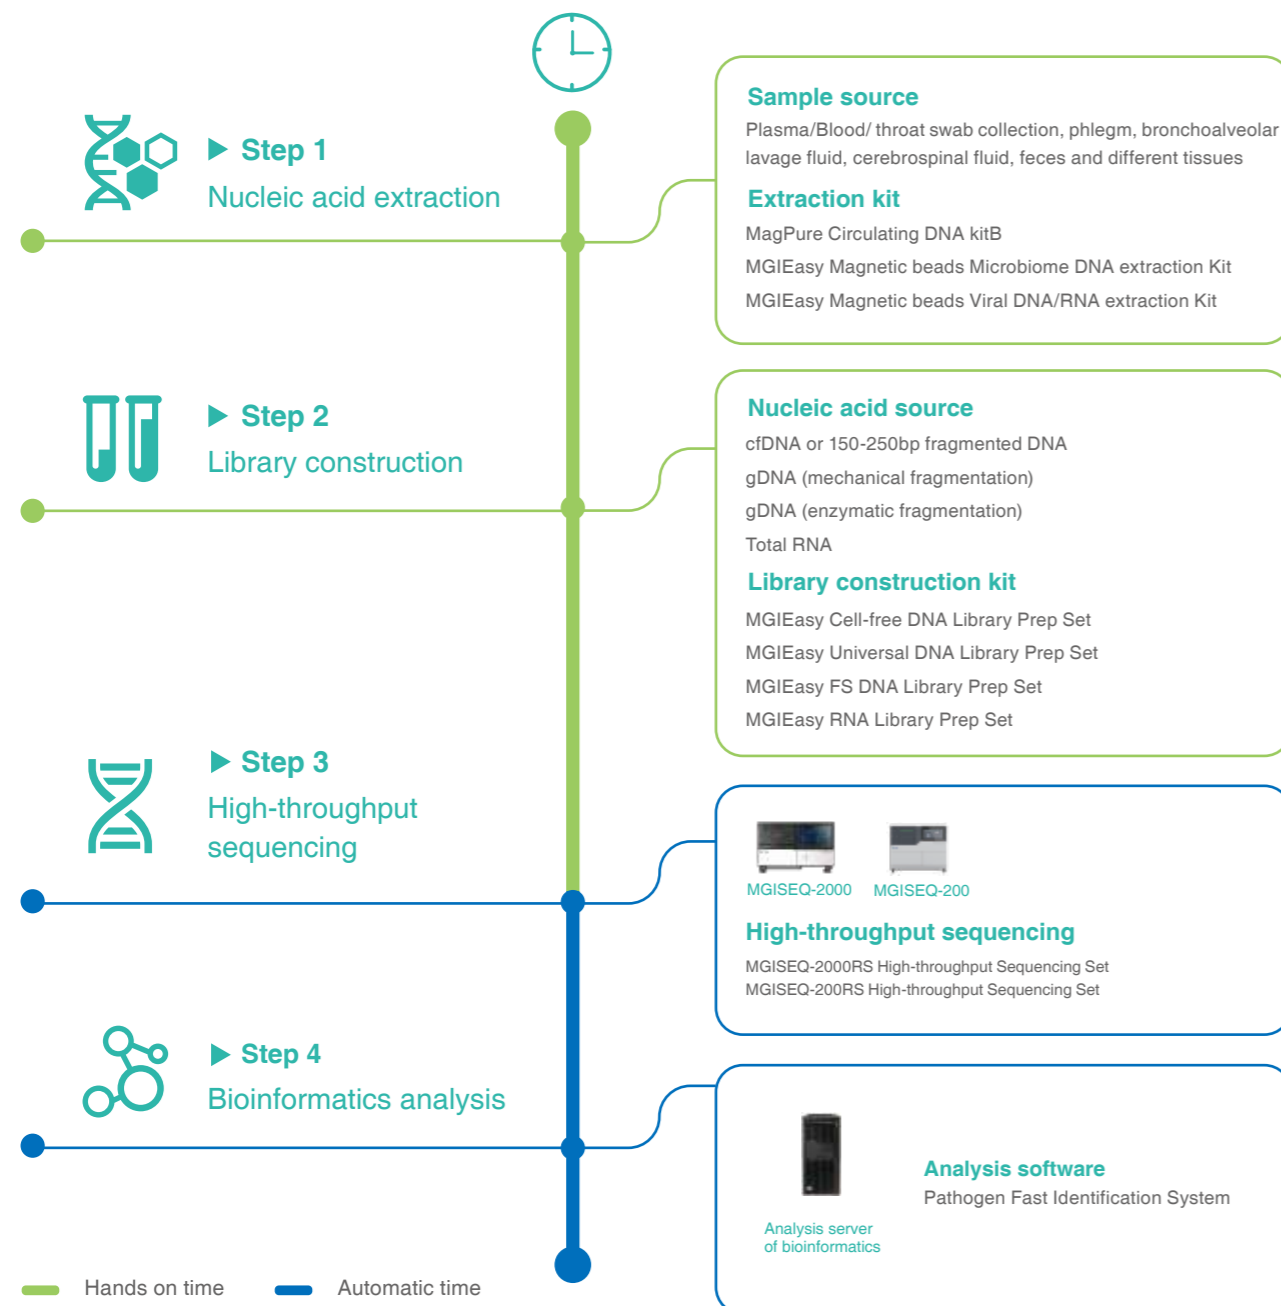 ▶ Step 1
Nucleic acid extraction
Sample source
Plasma/Blood/ throat swab collection, phlegm, bronchoalveolar
lavage fluid, cerebrospinal fluid, feces and different tissues
Extraction kit
MagPure Circulating DNA kitB
MGIEasy Magnetic beads Microbiome DNA extraction Kit
MGIEasy Magnetic beads Viral DNA/RNA extraction Kit
▶ Step 2
Library construction
Nucleic acid source
cfDNA or 150-250bp fragmented DNA
gDNA (mechanical fragmentation)
gDNA (enzymatic fragmentation)
Total RNA
Library construction kit
MGIEasy Cell-free DNA Library Prep Set
MGIEasy Universal DNA Library Prep Set
MGIEasy FS DNA Library Prep Set
MGIEasy RNA Library Prep Set
▶ Step 3
High-throughput
sequencing
MGISEQ-2000 MGISEQ-200
High-throughput sequencing
MGISEQ-2000RS High-throughput Sequencing Set
MGISEQ-200RS High-throughput Sequencing Set
▶ Step 4
Bioinformatics analysis
Analysis server
of bioinformatics
Analysis software
Pathogen Fast Identification System
Hands on time
Automatic time